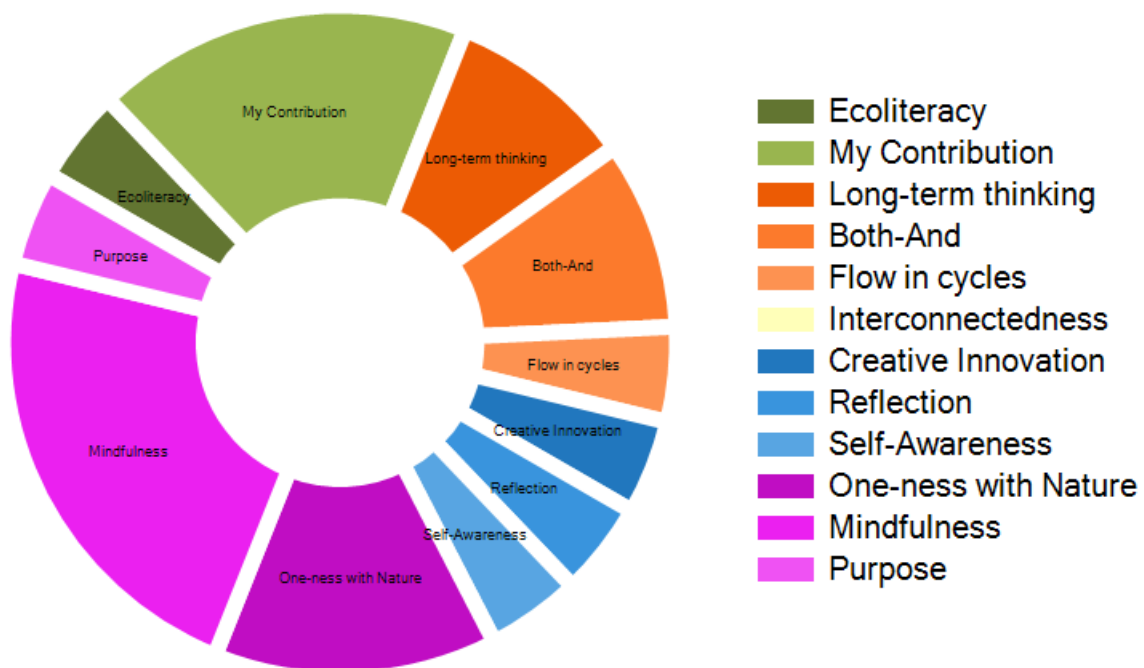 My Contribution
Long-term thinking
Ecoliteracy
Purpose
Both-And
Flow in cycles
Creative Innovation
Mindfulness
Reflection
Self-Awareness
One-ness with Nature
Ecoliteracy
My Contribution
Long-term thinking
Both-And
Flow in cycles
Interconnectedness
Creative Innovation
Reflection
Self-Awareness
One-ness with Nature
Mindfulness
Purpose